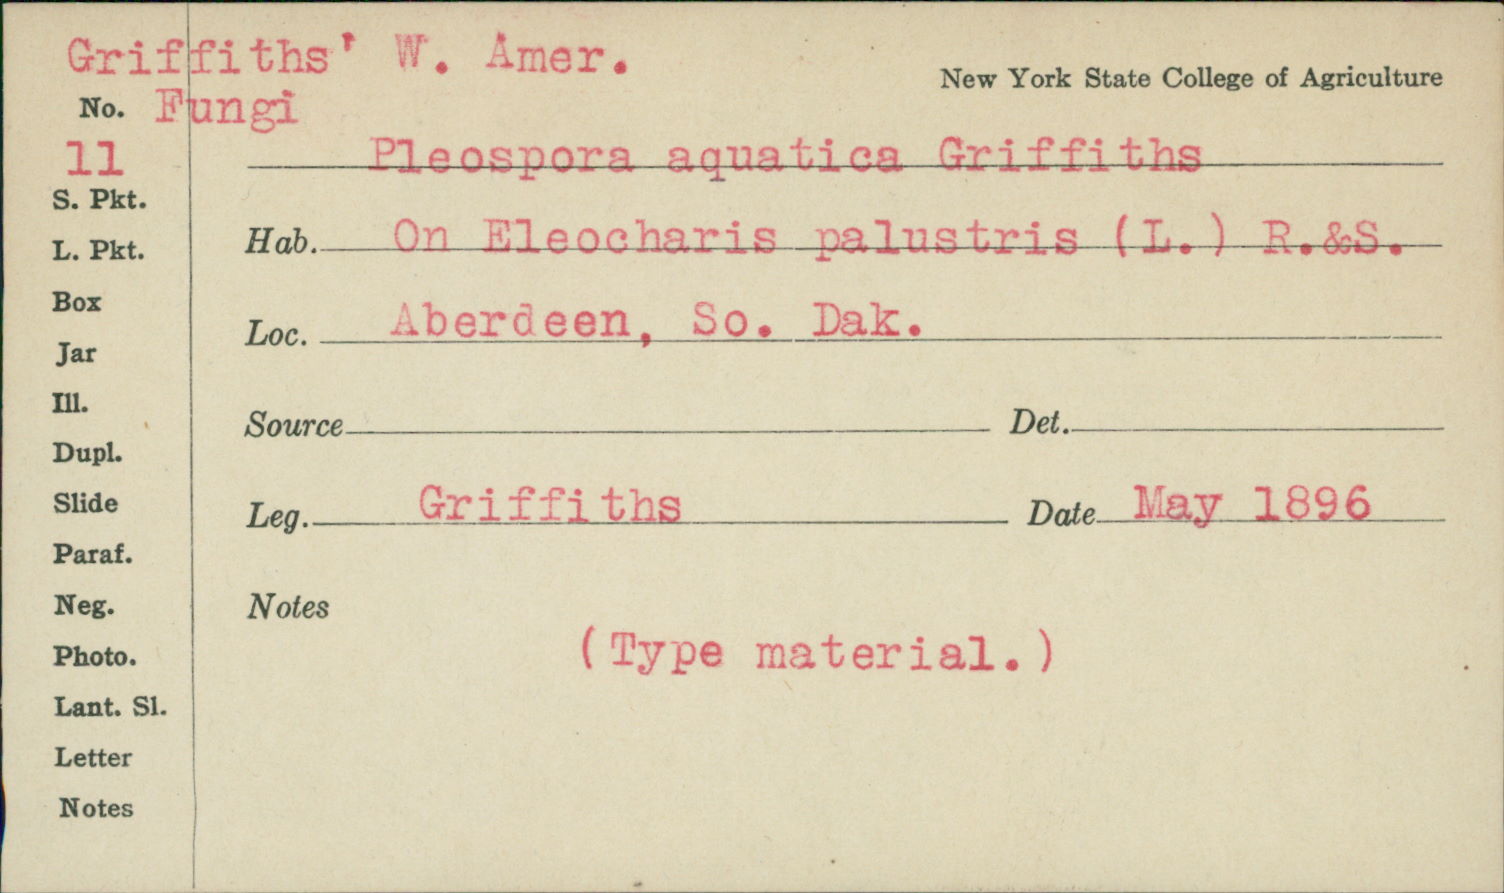 Griffiths' W. Amer.
New York State College of Agriculture
No. Fungi
11 Pleospora aquatica Griffiths
S. Pkt.
Hab. On Eleocharis palustris (L.) R.&S.
L. Pkt.
Box
Loc. Aberdeen, So. Dak.
Jar
Ill.
Source Det.
Dupl.
Slide
Leg. Griffiths Date May 1896
Paraf.
Neg.
Notes
Photo.
(Type material.)
Lant. Sl.
Letter
Notes